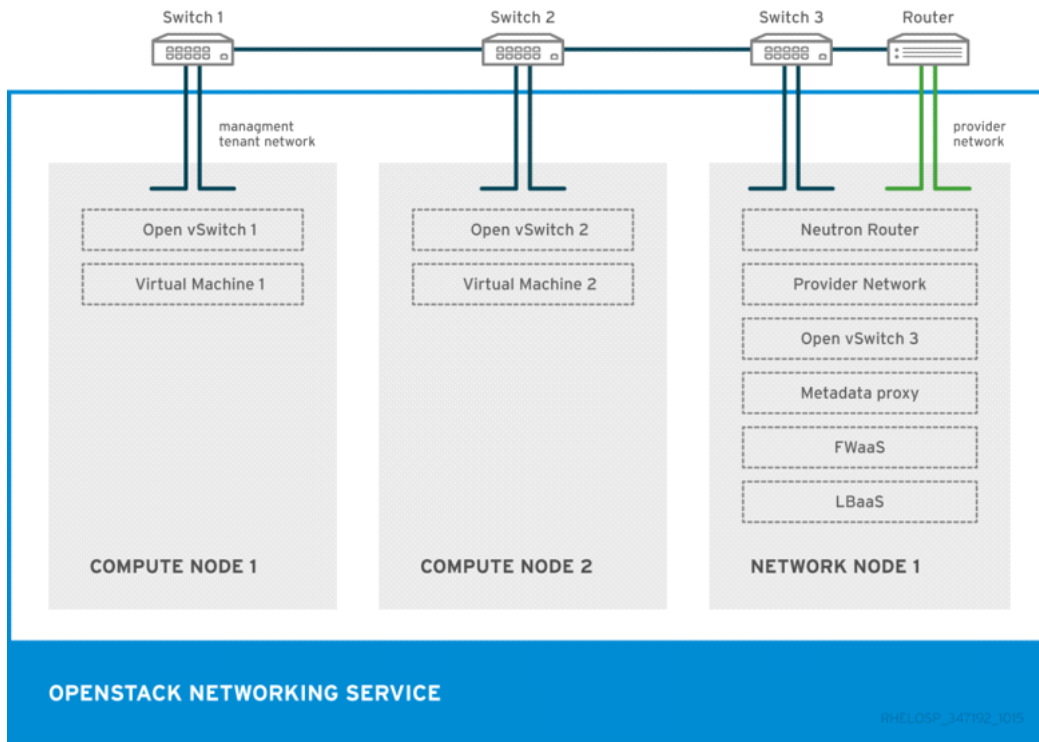 Switch 1
Switch 2
Switch 3
Router
managment
tenant network
provider
network
Open vSwitch 1
Virtual Machine 1
COMPUTE NODE 1
Open vSwitch 2
Virtual Machine 2
COMPUTE NODE 2
Neutron Router
Provider Network
Open vSwitch 3
Metadata proxy
FWaaS
LBaaS
NETWORK NODE 1
OPENSTACK NETWORKING SERVICE
RHELOSP_347192_1015